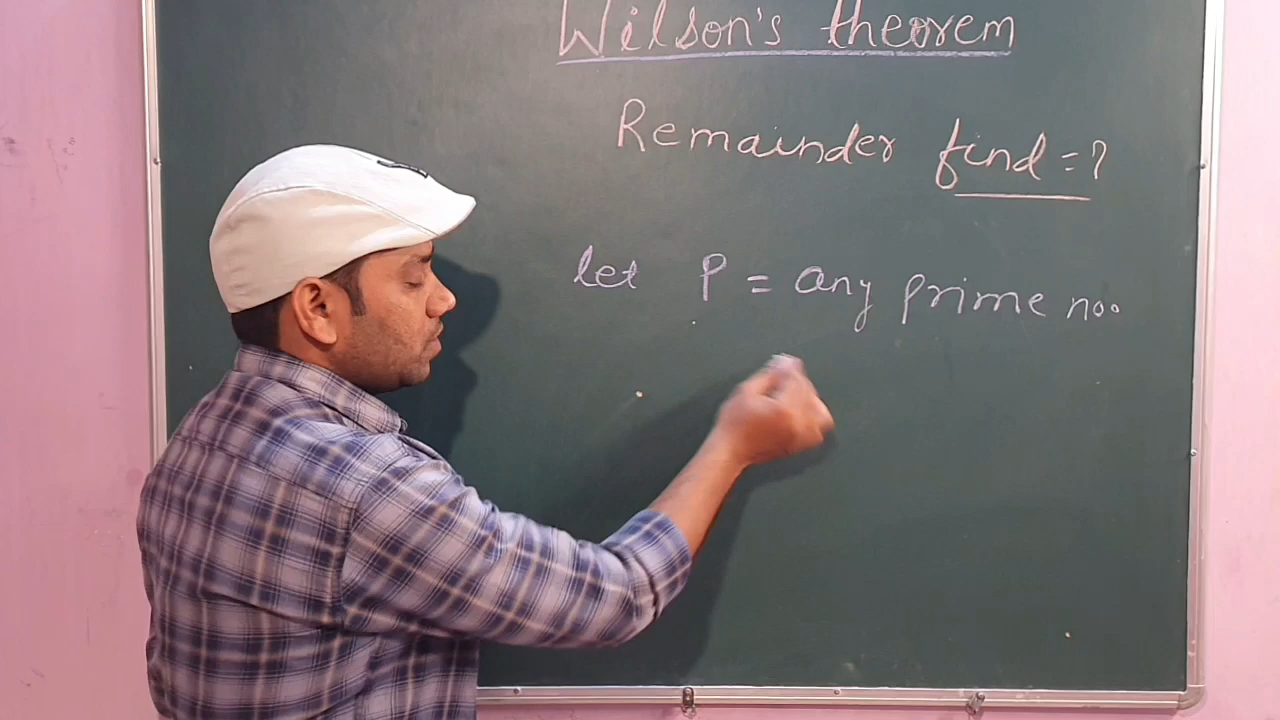 Wilson's theorem
Remainder find = ?
let P = any prime no.